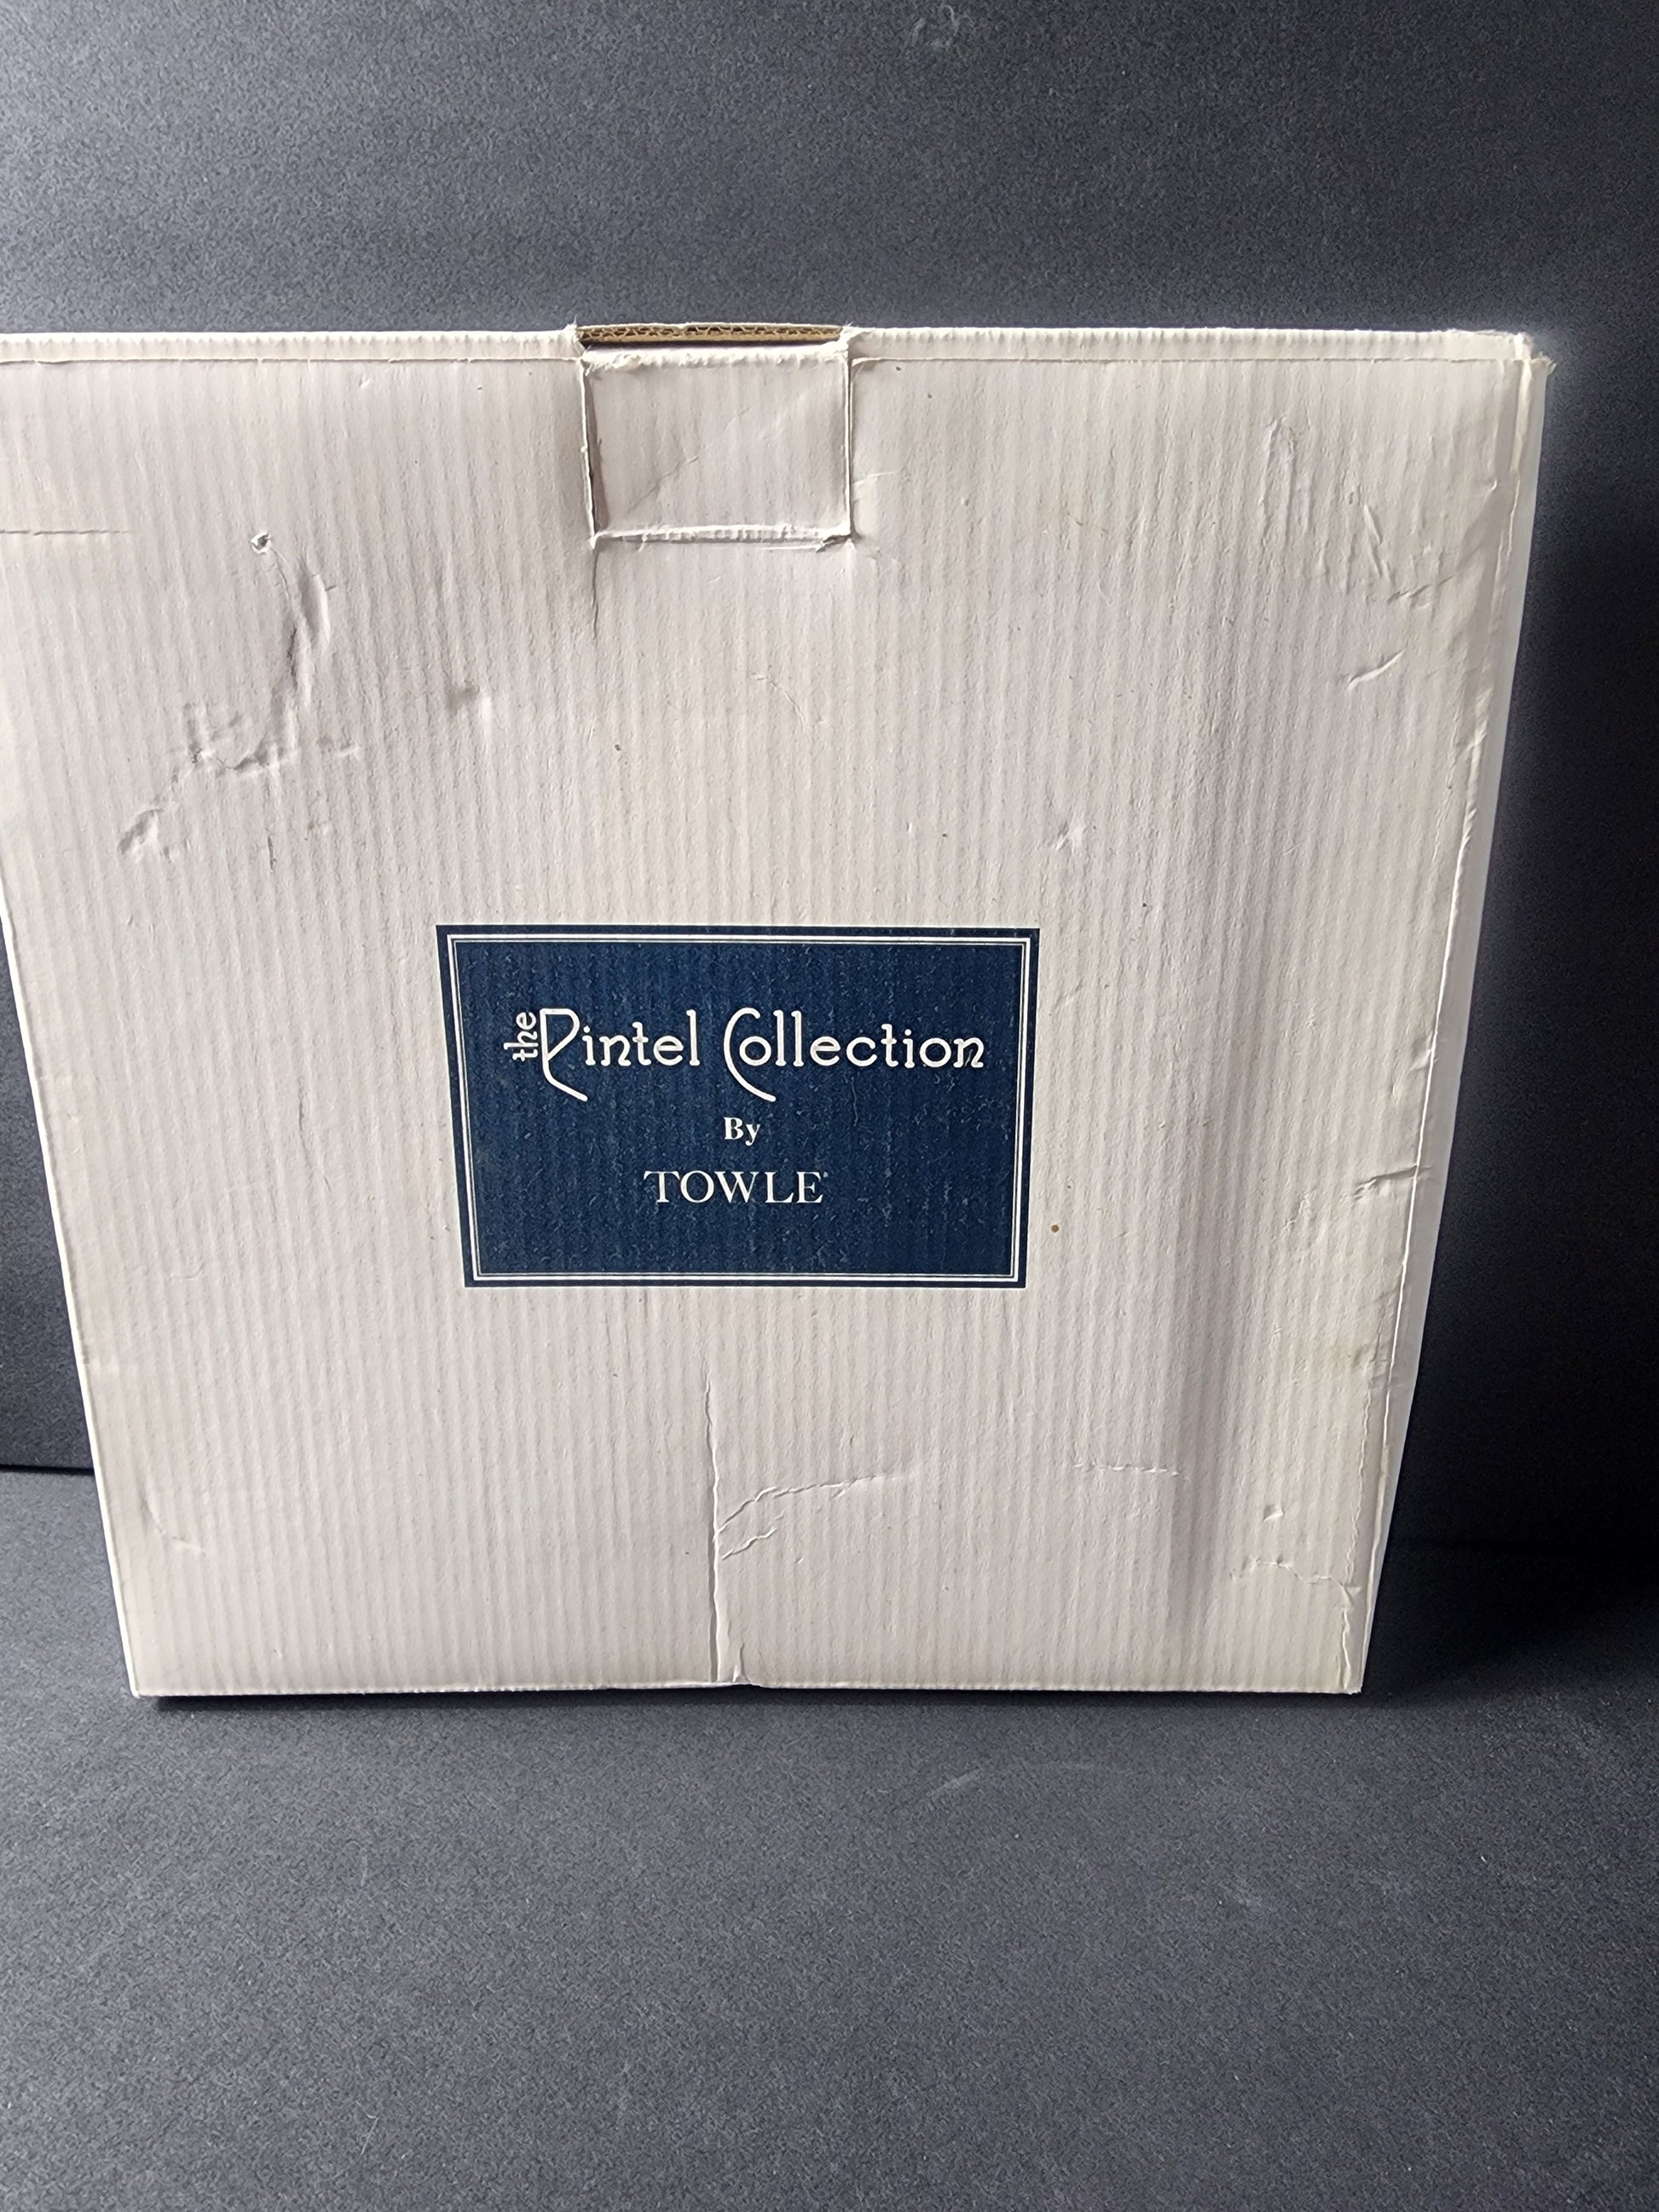 the Pintel Collection
By
TOWLE®